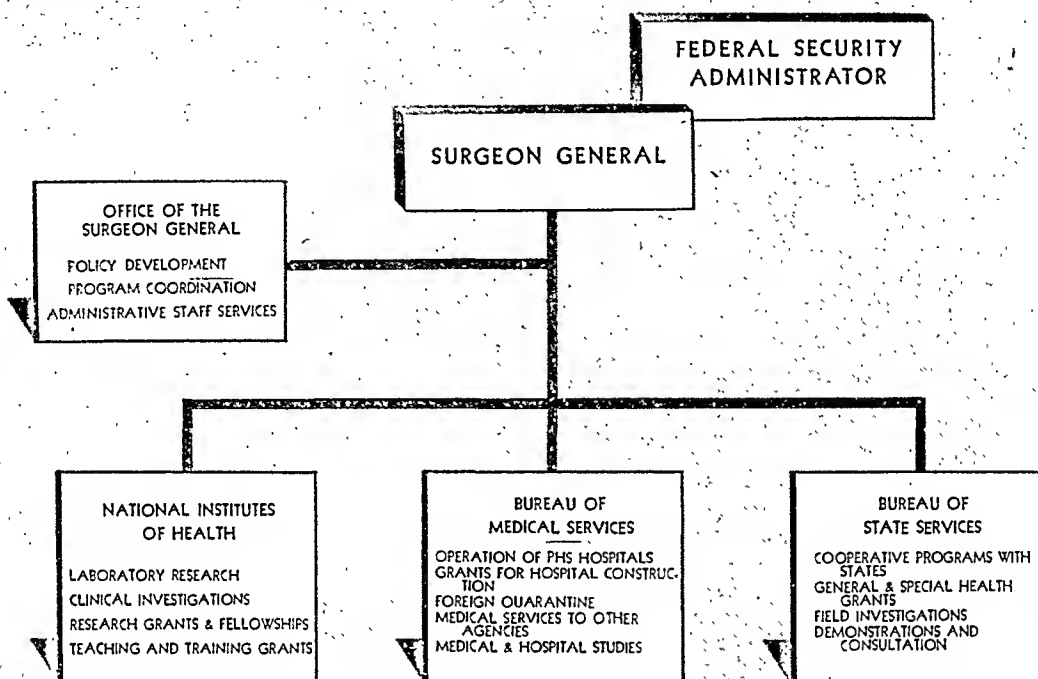 FEDERAL SECURITY
ADMINISTRATOR
SURGEON GENERAL
OFFICE OF THE
SURGEON GENERAL
POLICY DEVELOPMENT
PROGRAM COORDINATION
ADMINISTRATIVE STAFF SERVICES
NATIONAL INSTITUTES
OF HEALTH
LABORATORY RESEARCH
CLINICAL INVESTIGATIONS
RESEARCH GRANTS & FELLOWSHIPS
TEACHING AND TRAINING GRANTS
BUREAU OF
MEDICAL SERVICES
OPERATION OF PHS HOSPITALS
GRANTS FOR HOSPITAL CONSTRUC-
TION
FOREIGN QUARANTINE
MEDICAL SERVICES TO OTHER
AGENCIES
MEDICAL & HOSPITAL STUDIES
BUREAU OF
STATE SERVICES
COOPERATIVE PROGRAMS WITH
STATES
GENERAL & SPECIAL HEALTH
GRANTS
FIELD INVESTIGATIONS
DEMONSTRATIONS AND
CONSULTATION